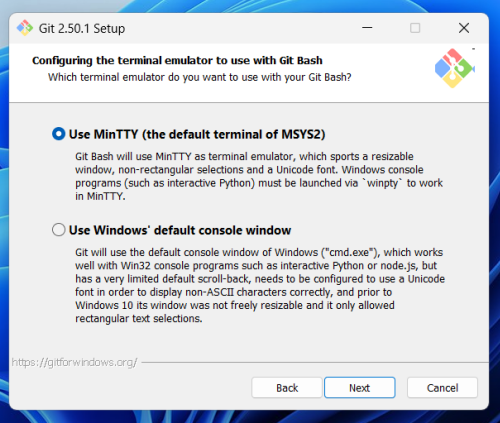 Git 2.50.1 Setup
Configuring the terminal emulator to use with Git Bash
Which terminal emulator do you want to use with your Git Bash?
Use MinTTY (the default terminal of MSYS2)
Git Bash will use MinTTY as terminal emulator, which sports a resizable
window, non-rectangular selections and a Unicode font. Windows console
programs (such as interactive Python) must be launched via `winpty` to work
in MinTTY.
Use Windows' default console window
Git will use the default console window of Windows ("cmd.exe"), which works
well with Win32 console programs such as interactive Python or node.js, but
has a very limited default scroll-back, needs to be configured to use a Unicode
font in order to display non-ASCII characters correctly, and prior to
Windows 10 its window was not freely resizable and it only allowed
rectangular text selections.
https://gitforwindows.org/
Back
Next
Cancel